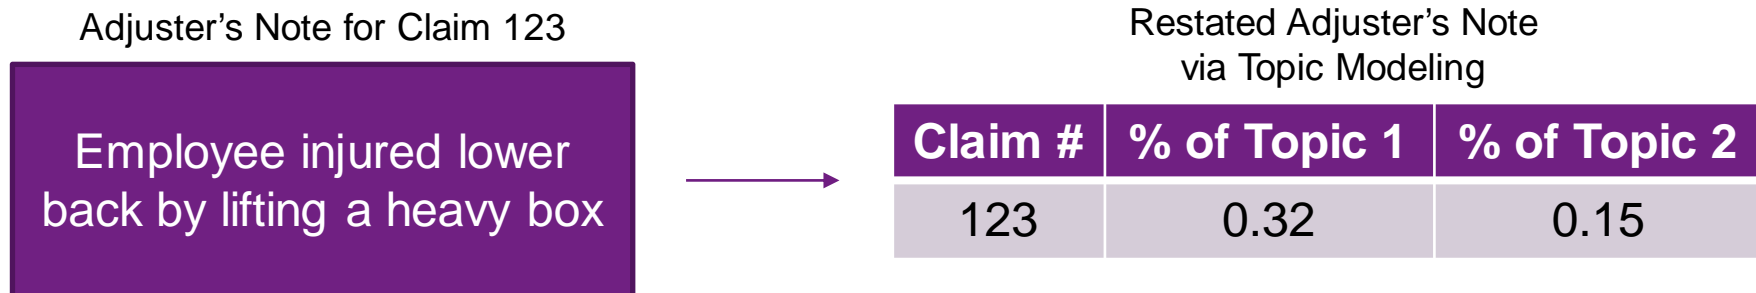 Adjuster’s Note for Claim 123
Employee injured lower
back by lifting a heavy box
Restated Adjuster’s Note
via Topic Modeling
Claim # % of Topic 1 % of Topic 2
123 0.32 0.15